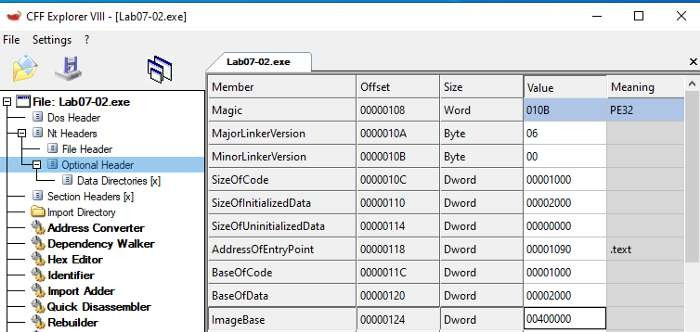 CFF Explorer VIII - [Lab07-02.exe]
File Settings ?
Lab07-02.exe
File: Lab07-02.exe
Dos Header
Nt Headers
File Header
Optional Header
Data Directories [x]
Section Headers [x]
Import Directory
Address Converter
Dependency Walker
Hex Editor
Identifier
Import Adder
Quick Disassembler
Rebuilder
Member Offset Size Value Meaning
Magic 00000108 Word 010B PE32
MajorLinkerVersion 0000010A Byte 06
MinorLinkerVersion 0000010B Byte 00
SizeOfCode 0000010C Dword 00001000
SizeOfInitializedData 00000110 Dword 00002000
SizeOfUninitializedData 00000114 Dword 00000000
AddressOfEntryPoint 00000118 Dword 00001090 .text
BaseOfCode 0000011C Dword 00001000
BaseOfData 00000120 Dword 00002000
ImageBase 00000124 Dword 00400000